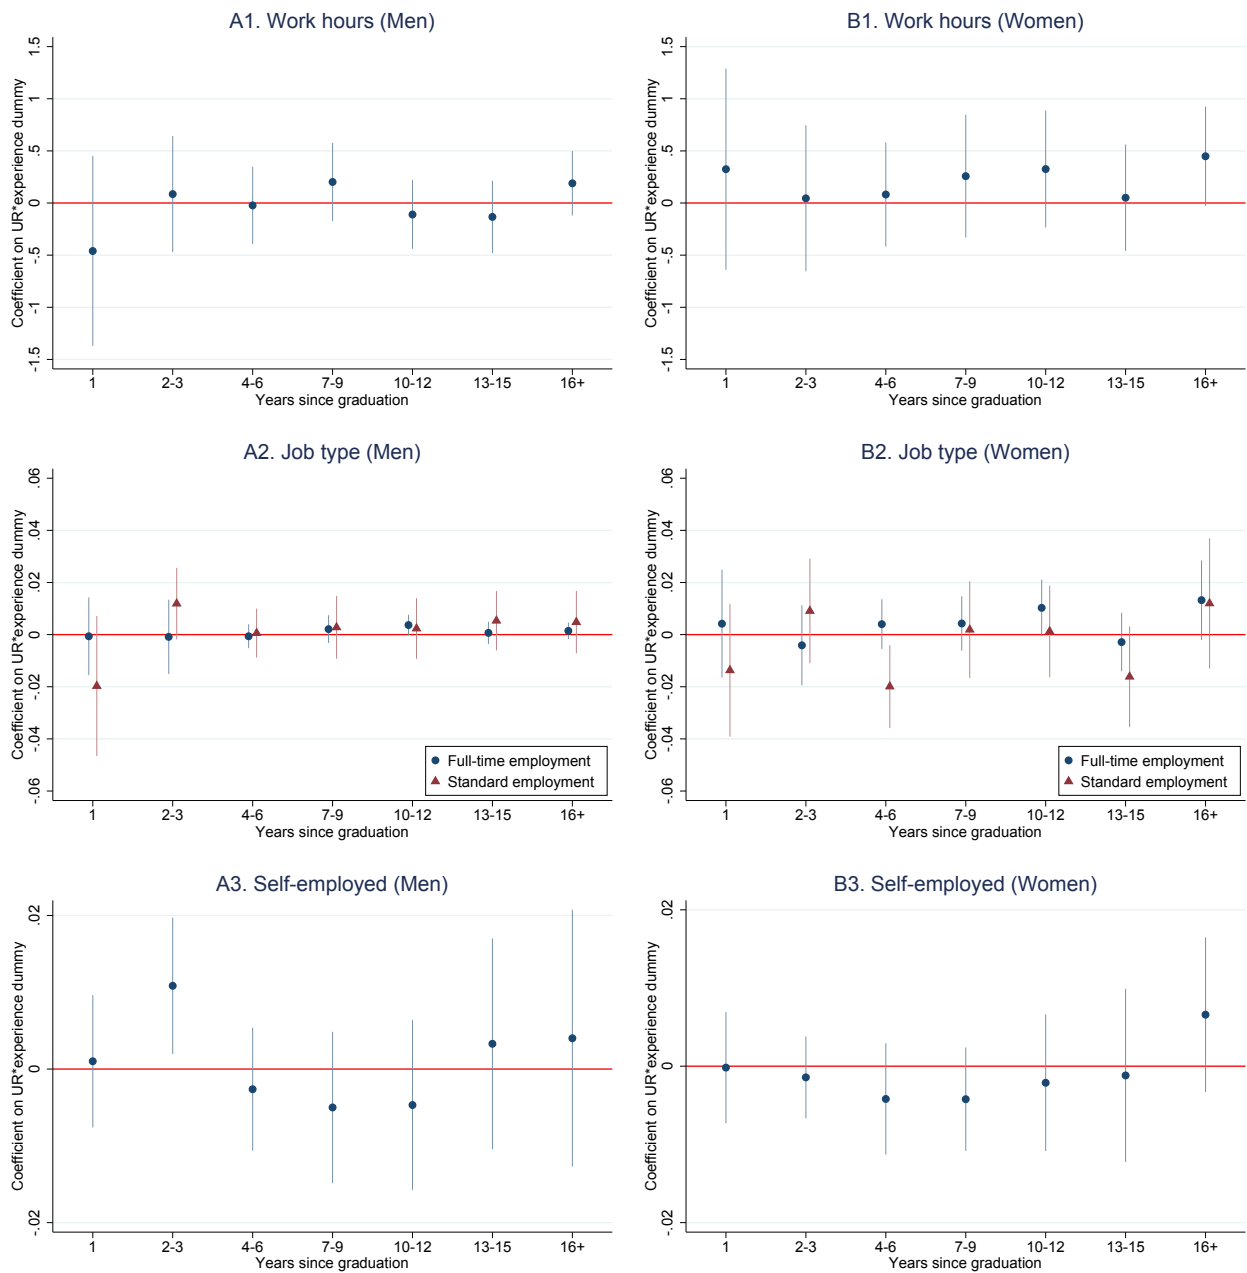 A1. Work hours (Men)
Coefficient on UR*experience dummy
1.5
1
.5
0
-.5
-1
-1.5
1 2-3 4-6 7-9 10-12 13-15 16+
Years since graduation
B1. Work hours (Women)
Coefficient on UR*experience dummy
1.5
1
.5
0
-.5
-1
-1.5
1 2-3 4-6 7-9 10-12 13-15 16+
Years since graduation
A2. Job type (Men)
Coefficient on UR*experience dummy
.06
.04
.02
0
-.02
-.04
-.06
Full-time employment
Standard employment
1 2-3 4-6 7-9 10-12 13-15 16+
Years since graduation
B2. Job type (Women)
Coefficient on UR*experience dummy
.06
.04
.02
0
-.02
-.04
-.06
Full-time employment
Standard employment
1 2-3 4-6 7-9 10-12 13-15 16+
Years since graduation
A3. Self-employed (Men)
Coefficient on UR*experience dummy
.02
0
-.02
1 2-3 4-6 7-9 10-12 13-15 16+
Years since graduation
B3. Self-employed (Women)
Coefficient on UR*experience dummy
.02
0
-.02
1 2-3 4-6 7-9 10-12 13-15 16+
Years since graduation